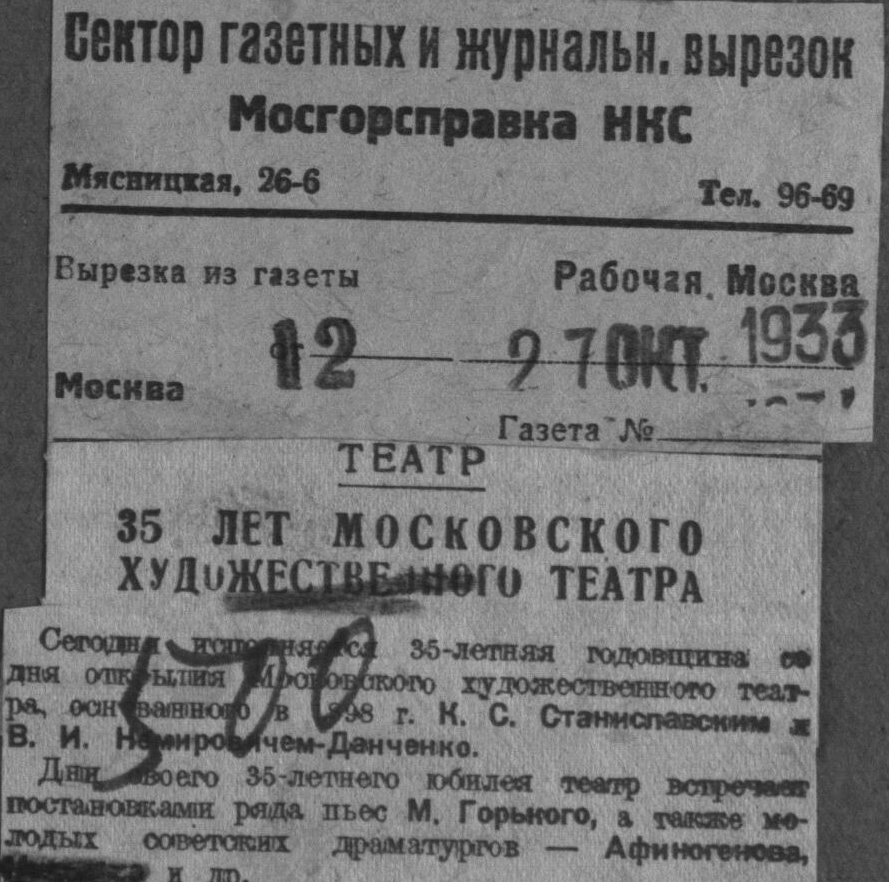 Сектор газетных и журнальн. вырезок
Мосгорсправка НКС
Мясницкая, 26-6 Тел. 96-69
Вырезка из газеты Рабочая Москва
от 12 27 ОКТ. 1933
Москва
Газета №
ТЕАТР
35 ЛЕТ МОСКОВСКОГО
ХУДОЖЕСТВЕННОГО ТЕАТРА
500
Сегодня исполняется 35-летняя годовщина со
дня открытия Московского художественного теат-
ра, основанного в 1898 г. К. С. Станиславским и
В. И. Немировичем-Данченко.
Дни своего 35-летнего юбилея театр встречает
постановками ряда пьес М. Горького, а также мо-
лодых советских драматургов — Афиногенова,
и др.